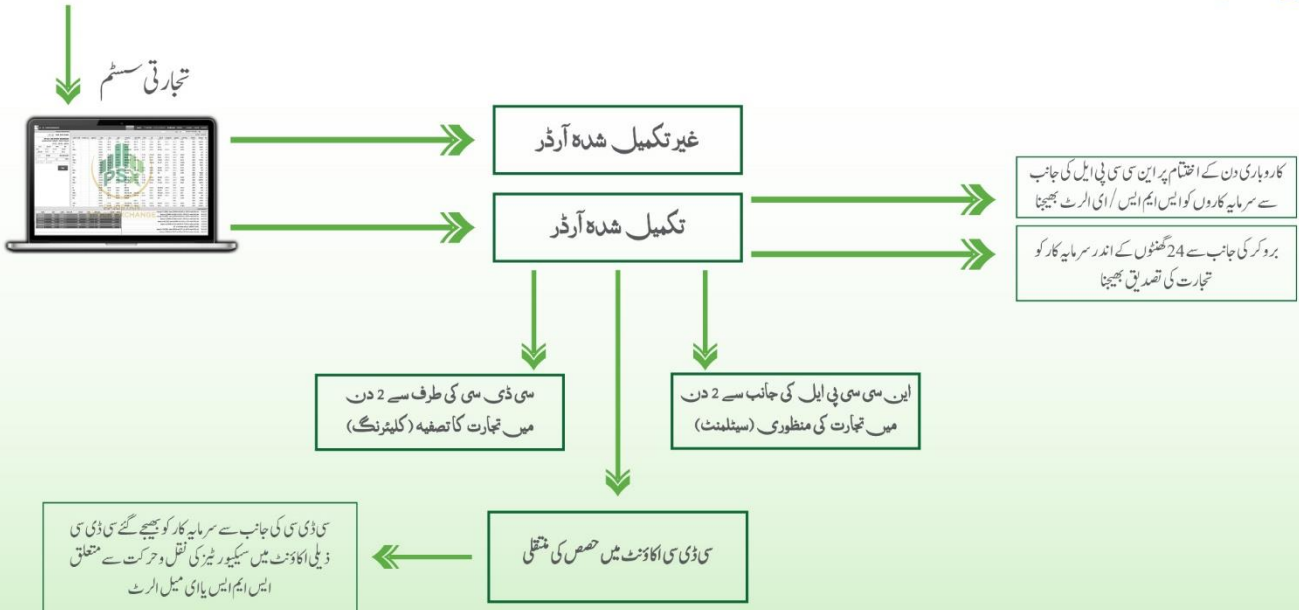 تجارتی سسٹم
PSX
CHANGE
غیر تکمیل شدہ آرڈر
تکمیل شدہ آرڈر
کاروباری دن کے اختتام پر این سی سی پی ایل کی جانب
سے سرمایہ کاروں کو ایس ایم ایس / ای الرٹ بھیجنا
بروکر کی جانب سے 24 گھنٹوں کے اندر سرمایہ کار کو
تجارت کی تصدیق بھیجنا
این سی سی پی ایل کی جانب سے 2 دن
میں تجارت کی منظوری (سیٹلمنٹ)
سی ڈی سی کی طرف سے 2 دن
میں تجارت کا تصفیہ (کلیئرنگ)
سی ڈی سی اکاؤنٹ میں حصص کی منتقلی
سی ڈی سی کی جانب سے سرمایہ کار کو بھیجے گئے سی ڈی سی
ذیلی اکاؤنٹ میں سیکیورٹیز کی نقل و حرکت سے متعلق
ایس ایم ایس یا ای میل الرٹ